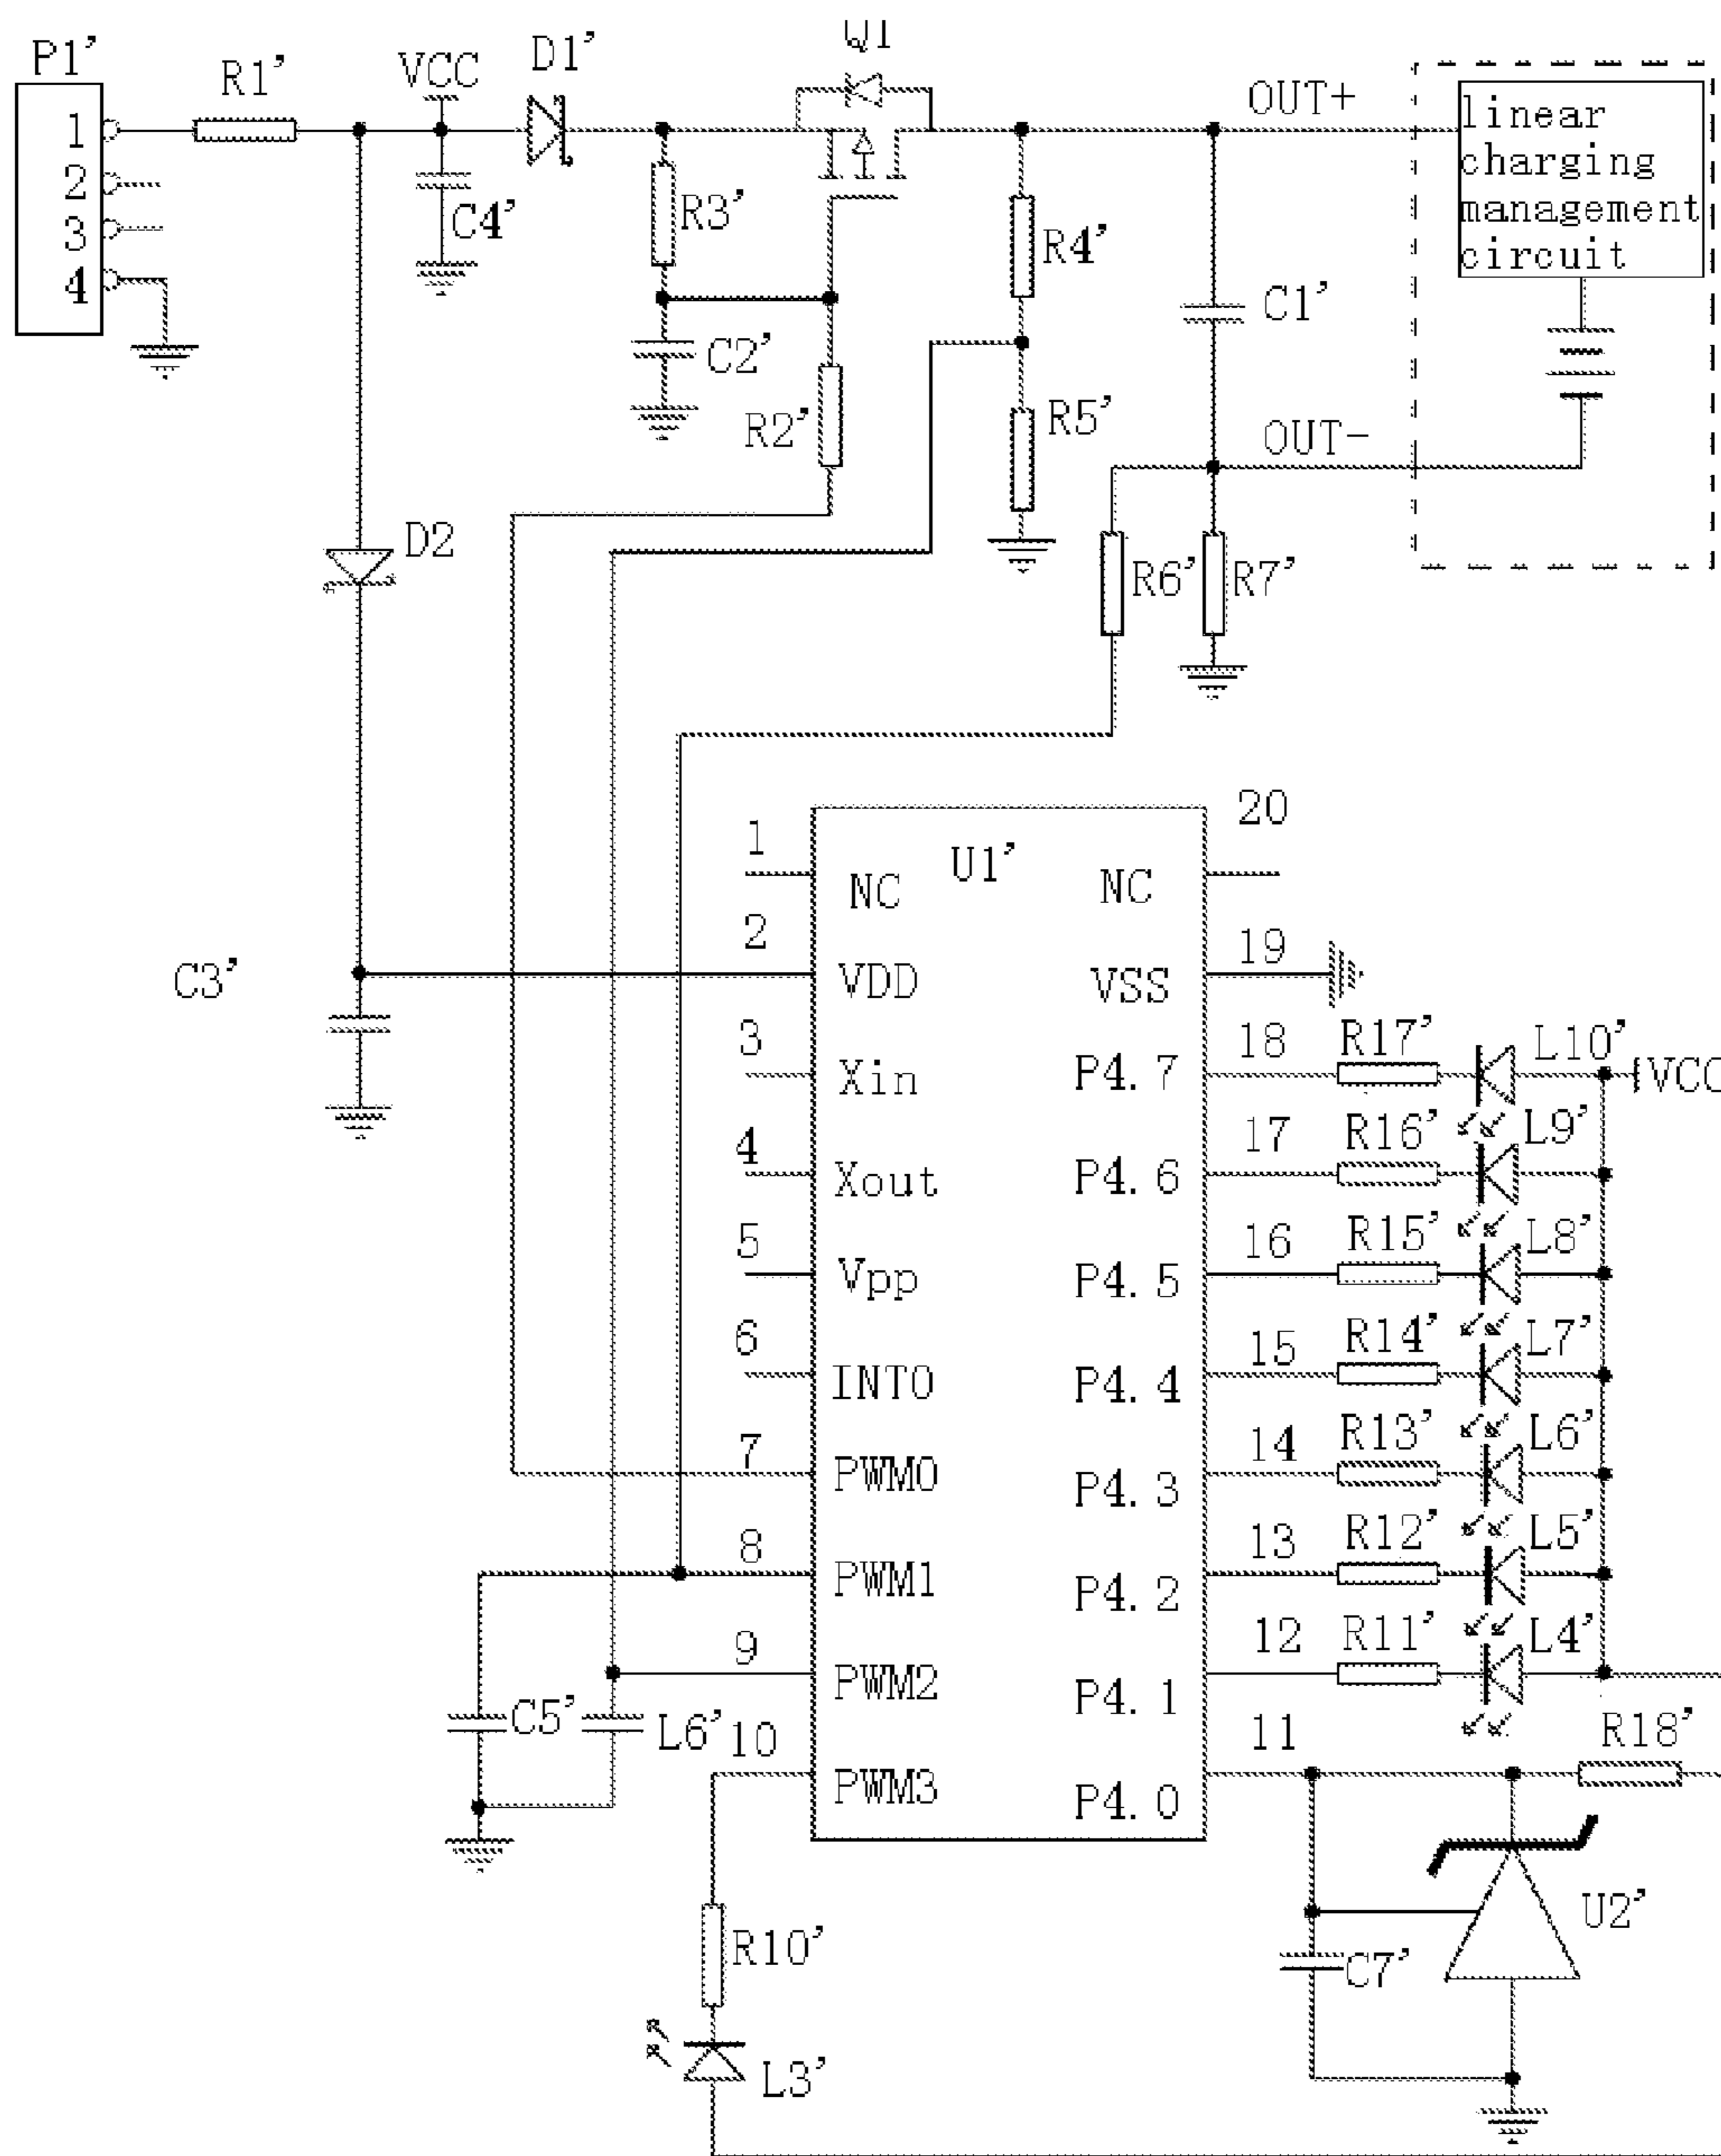 P1’
1
2
3
4
R1’
VCC
D1’
Q1
OUT+
linear
charging
management
circuit
C4’
R3’
R4’
C1’
C2’
R2’
R5’
OUT-
D2
R6’
R7’
U1’
1
NC
2
VDD
3
Xin
4
Xout
5
Vpp
6
INT0
7
PWM0
8
PWM1
9
PWM2
10
PWM3
20
NC
19
VSS
18
P4.7
17
P4.6
16
P4.5
15
P4.4
14
P4.3
13
P4.2
12
P4.1
11
P4.0
C3’
R17’
L10’
VCC
R16’
L9’
R15’
L8’
R14’
L7’
R13’
L6’
R12’
L5’
R11’
L4’
R18’
C5’
L6’
R10’
L3’
C7’
U2’